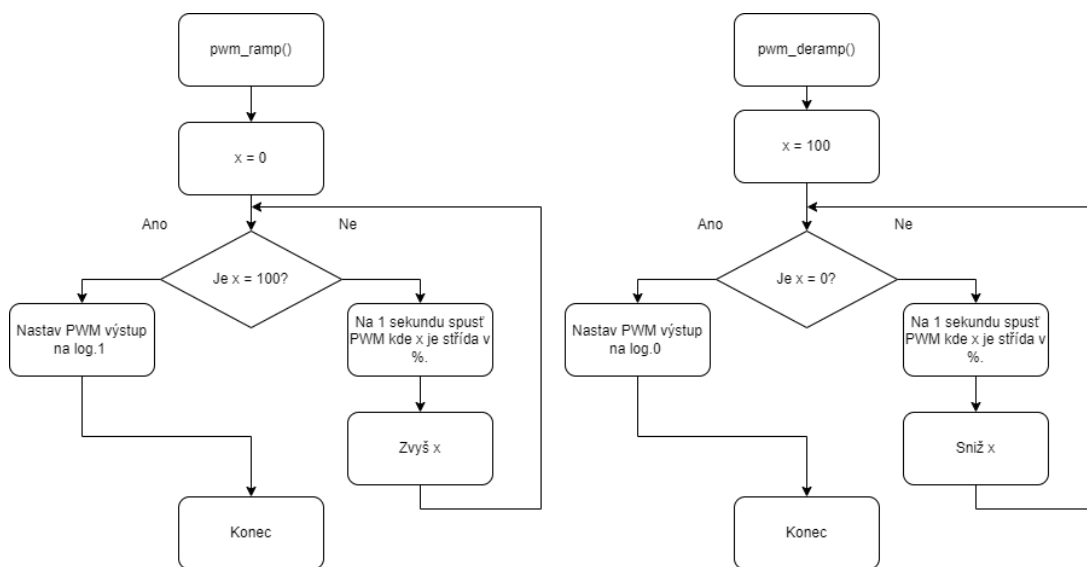 pwm_ramp()
x = 0
Ano
Ne
Je x = 100?
Nastav PWM výstup
na log.1
Na 1 sekundu spusť
PWM kde x je střída v
%.
Zvyš x
Konec
pwm_deramp()
x = 100
Ano
Ne
Je x = 0?
Nastav PWM výstup
na log.0
Na 1 sekundu spusť
PWM kde x je střída v
%.
Sniž x
Konec